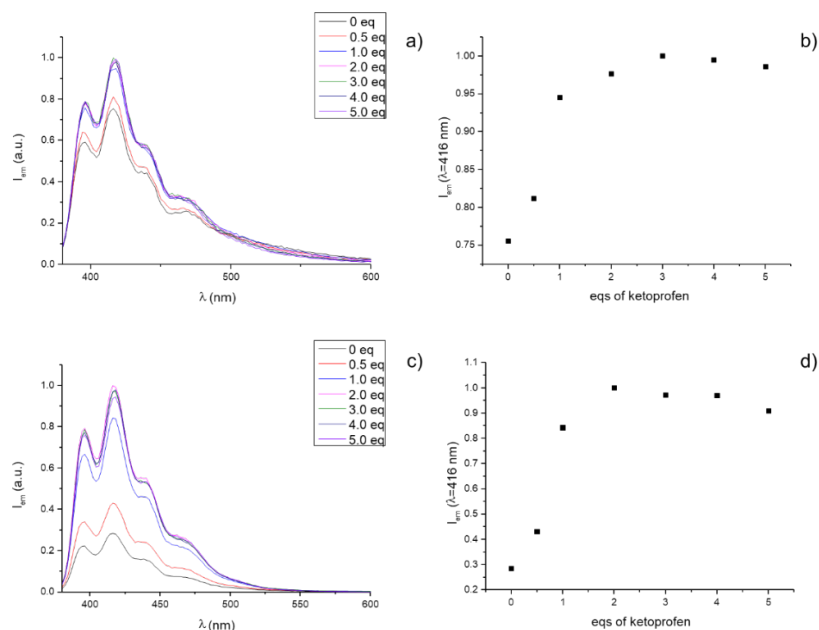 a)
0 eq
0.5 eq
1.0 eq
2.0 eq
3.0 eq
4.0 eq
5.0 eq
1.0
0.8
0.6
0.4
0.2
0.0
I_em (a.u.)
400
450
500
550
600
λ (nm)
b)
1.00
0.95
0.90
0.85
0.80
0.75
I_em (λ=416 nm)
0
1
2
3
4
5
eqs of ketoprofen
c)
0 eq
0.5 eq
1.0 eq
2.0 eq
3.0 eq
4.0 eq
5.0 eq
1.0
0.8
0.6
0.4
0.2
0.0
I_em (a.u.)
400
450
500
550
600
λ (nm)
d)
1.1
1.0
0.9
0.8
0.7
0.6
0.5
0.4
0.3
0.2
I_em (λ=416 nm)
0
1
2
3
4
5
eqs of ketoprofen